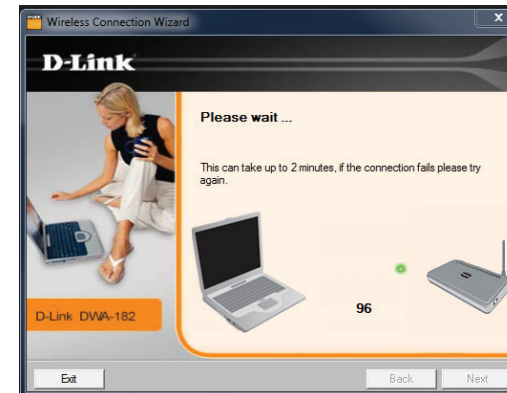 Wireless Connection Wizard
x
D-Link
Please wait ...
This can take up to 2 minutes, if the connection fails please try
again.
96
D-Link DWA-182
Exit
Back
Next